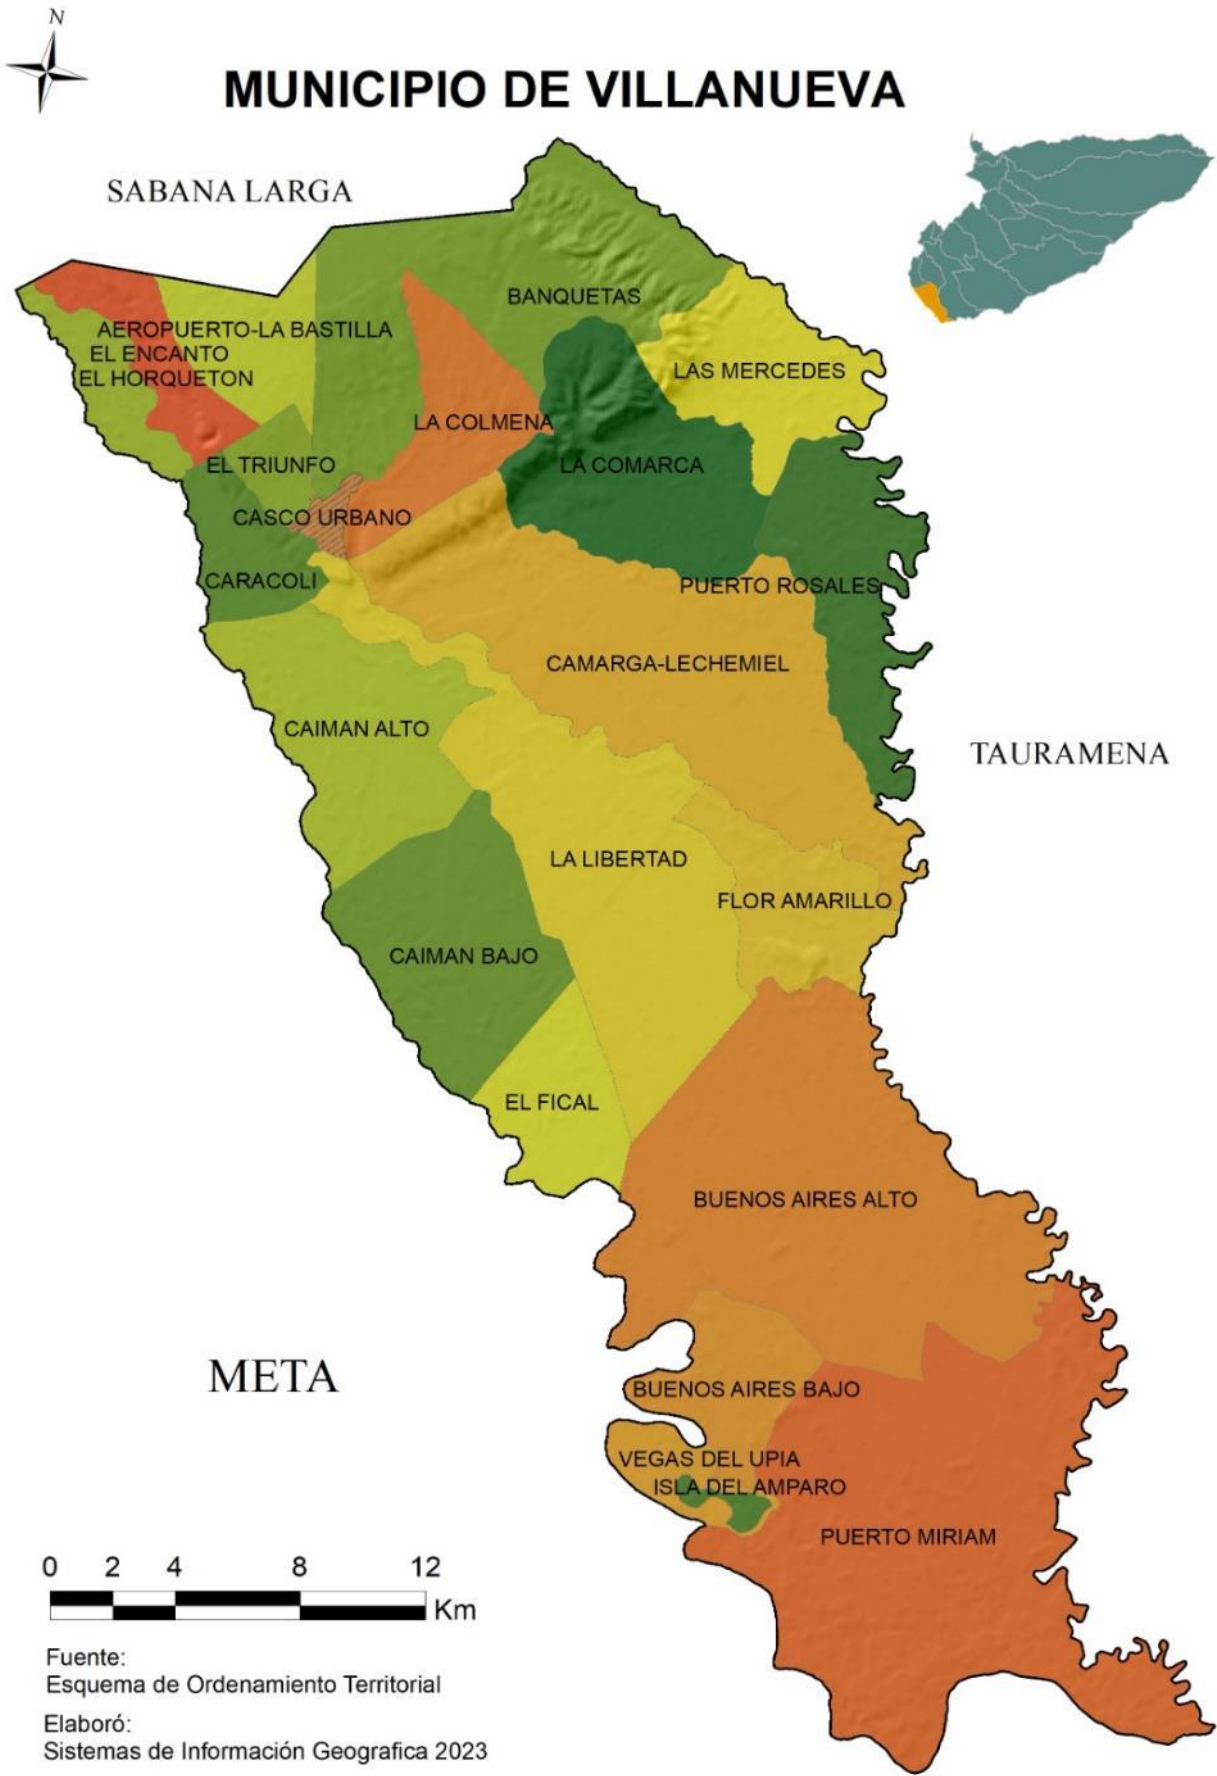 N
MUNICIPIO DE VILLANUEVA
SABANA LARGA
BANQUETAS
AEROPUERTO-LA BASTILLA
EL ENCANTO
EL HORQUETON
LAS MERCEDES
LA COLMENA
EL TRIUNFO
LA COMARCA
CASCO URBANO
CARACOLI
PUERTO ROSALES
CAMARGA-LECHEMIEL
CAIMAN ALTO
TAURAMENA
LA LIBERTAD
FLOR AMARILLO
CAIMAN BAJO
EL FICAL
BUENOS AIRES ALTO
META
BUENOS AIRES BAJO
VEGAS DEL UPIA
ISLA DEL AMPARO
PUERTO MIRIAM
0 2 4 8 12
Km
Fuente:
Esquema de Ordenamiento Territorial
Elaboró:
Sistemas de Información Geografica 2023